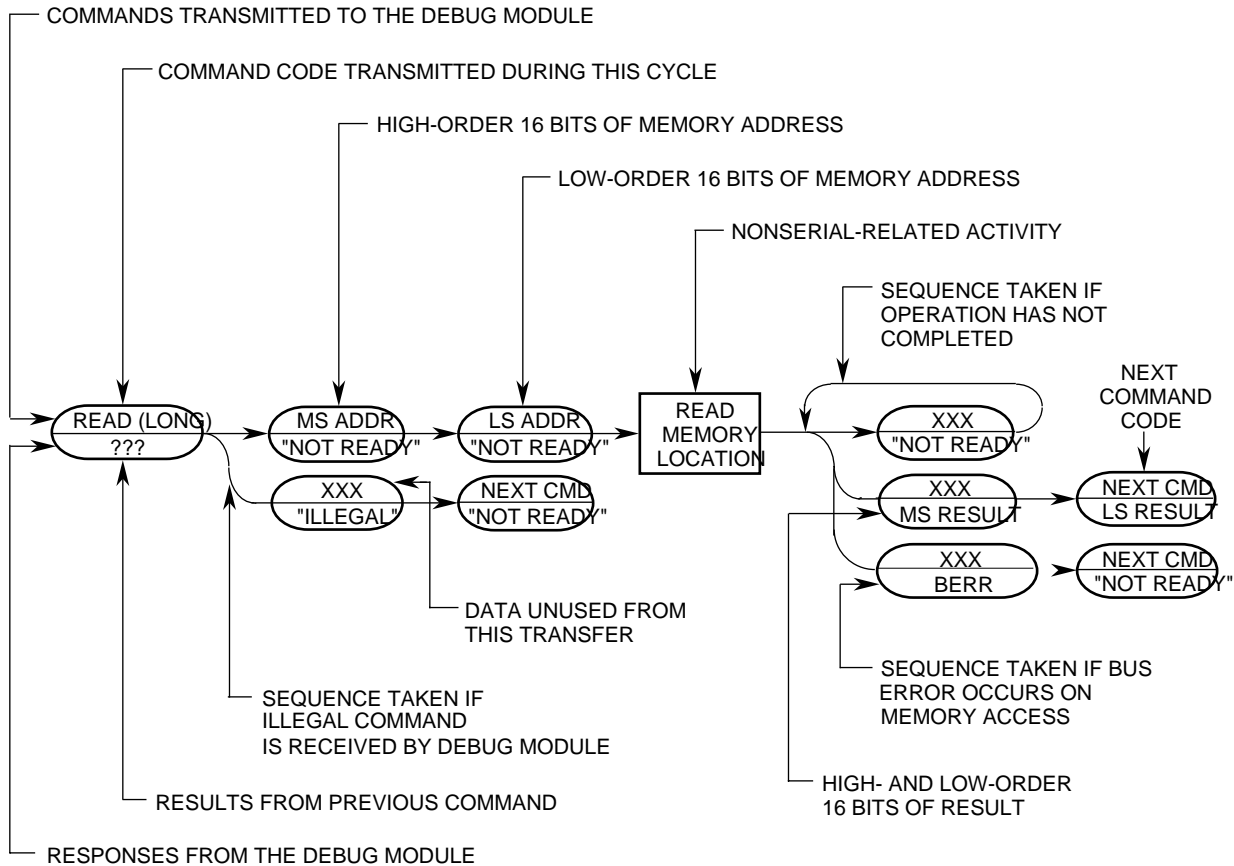 COMMANDS TRANSMITTED TO THE DEBUG MODULE
COMMAND CODE TRANSMITTED DURING THIS CYCLE
HIGH-ORDER 16 BITS OF MEMORY ADDRESS
LOW-ORDER 16 BITS OF MEMORY ADDRESS
NONSERIAL-RELATED ACTIVITY
SEQUENCE TAKEN IF
OPERATION HAS NOT
COMPLETED
NEXT
COMMAND
CODE
READ (LONG)
???
MS ADDR
"NOT READY"
LS ADDR
"NOT READY"
READ
MEMORY
LOCATION
XXX
"NOT READY"
XXX
"ILLEGAL"
NEXT CMD
"NOT READY"
XXX
MS RESULT
NEXT CMD
LS RESULT
XXX
BERR
NEXT CMD
"NOT READY"
DATA UNUSED FROM
THIS TRANSFER
SEQUENCE TAKEN IF BUS
ERROR OCCURS ON
MEMORY ACCESS
SEQUENCE TAKEN IF
ILLEGAL COMMAND
IS RECEIVED BY DEBUG MODULE
HIGH- AND LOW-ORDER
16 BITS OF RESULT
RESULTS FROM PREVIOUS COMMAND
RESPONSES FROM THE DEBUG MODULE